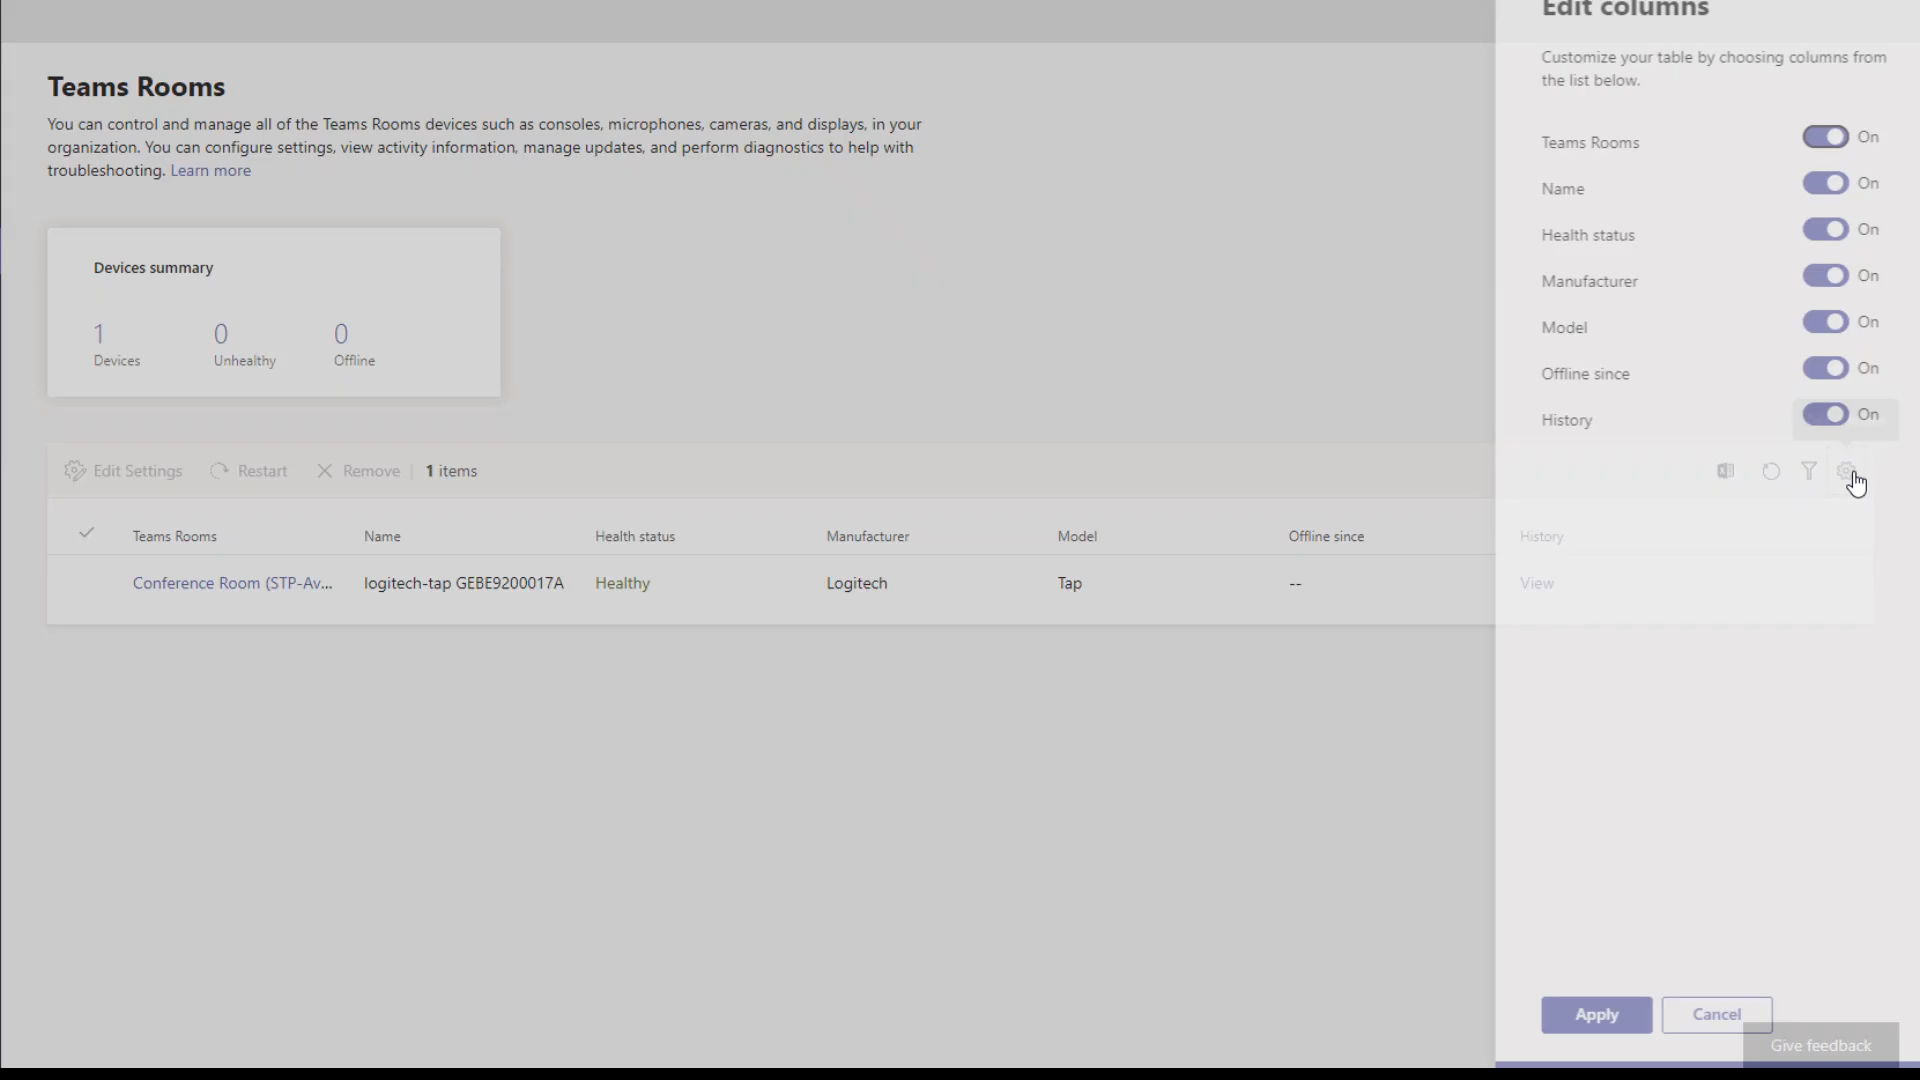 Teams Rooms
You can control and manage all of the Teams Rooms devices such as consoles, microphones, cameras, and displays, in your
organization. You can configure settings, view activity information, manage updates, and perform diagnostics to help with
troubleshooting. Learn more
Devices summary
1 0 0
Devices Unhealthy Offline
Edit Settings Restart Remove | 1 items
Teams Rooms Name Health status Manufacturer Model Offline since History
Conference Room (STP-Av... logitech-tap GEBE9200017A Healthy Logitech Tap -- View
Edit columns
Customize your table by choosing columns from
the list below.
Teams Rooms On
Name On
Health status On
Manufacturer On
Model On
Offline since On
History On
Apply Cancel
Give feedback